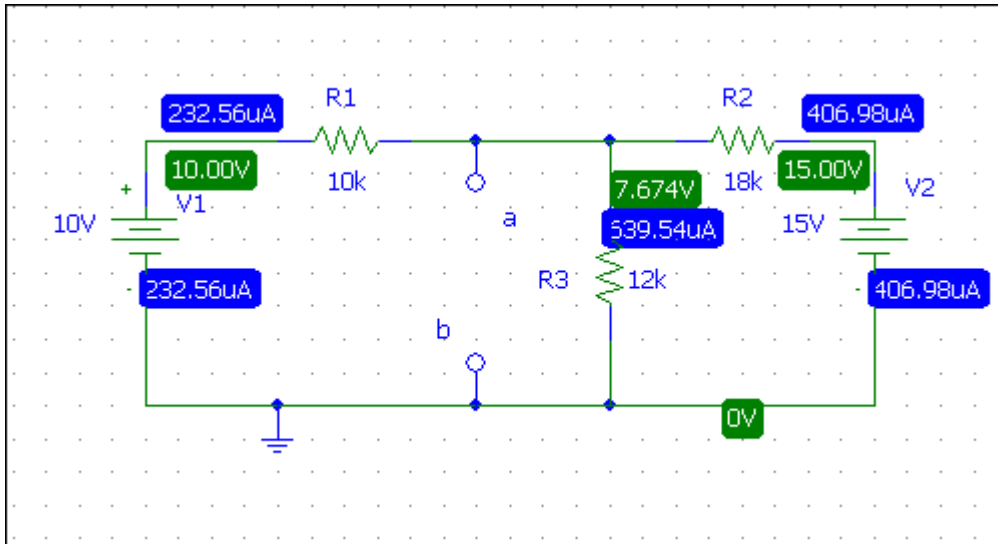 R1
R2
232.56uA
406.98uA
10.00V
10k
7.674V
18k
15.00V
+
+
V1
V2
10V
a
639.54uA
15V
R3
12k
-
232.56uA
-
406.98uA
b
0V